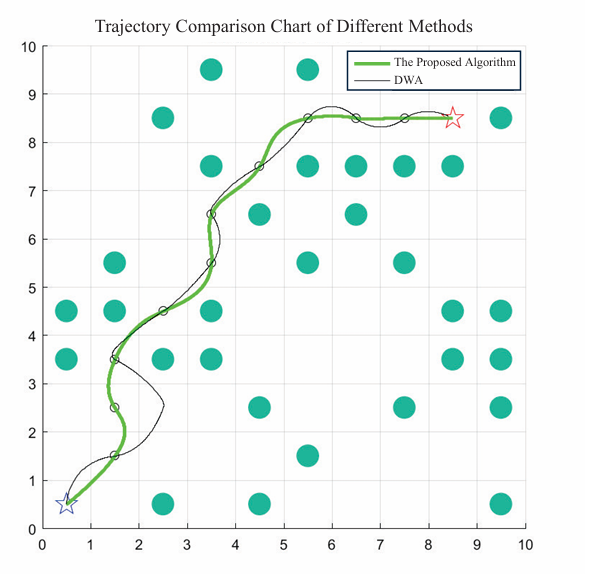 Trajectory Comparison Chart of Different Methods
10
The Proposed Algorithm
DWA
9
8
7
6
5
4
3
2
1
0
0 1 2 3 4 5 6 7 8 9 10